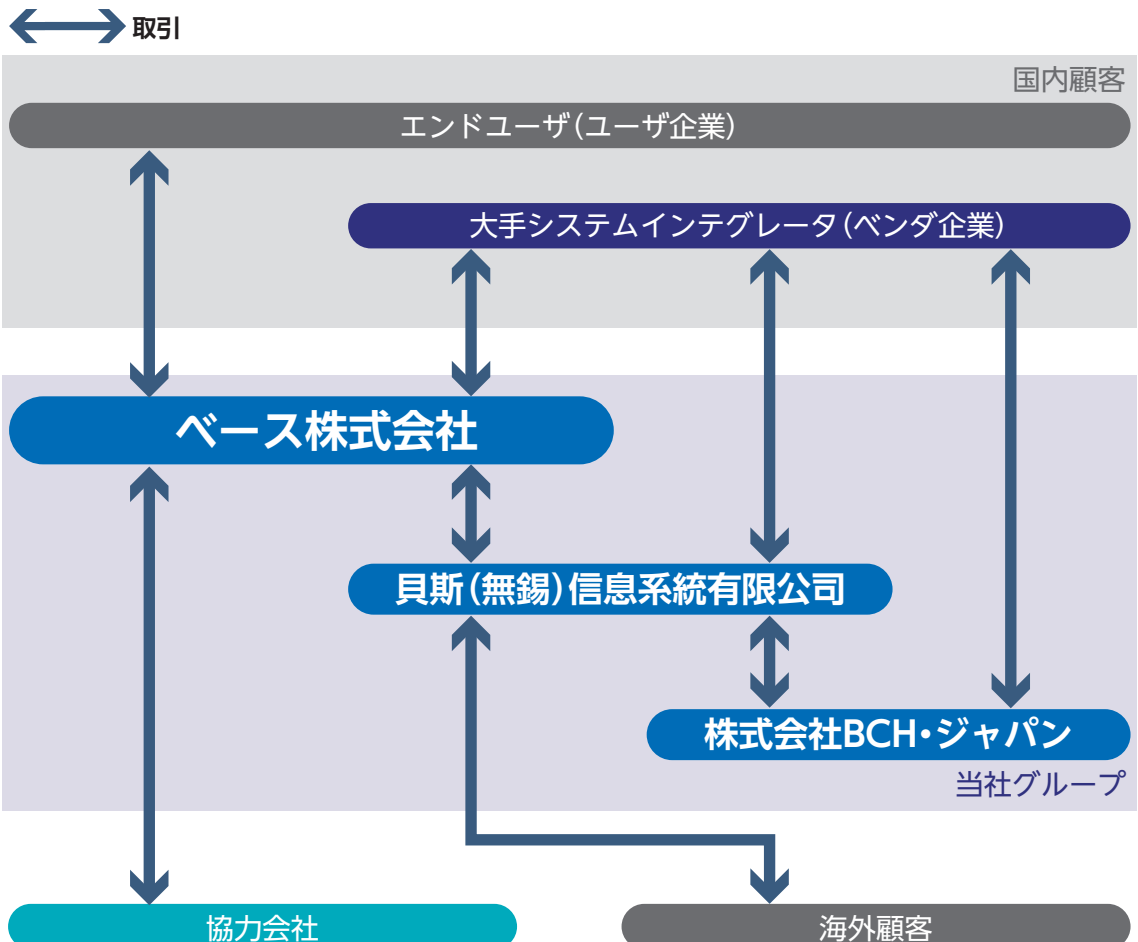 取引
国内顧客
エンドユーザ(ユーザ企業)
大手システムインテグレータ(ベンダ企業)
ベース株式会社
貝斯(無錫)信息系統有限公司
株式会社BCH・ジャパン
当社グループ
協力会社
海外顧客